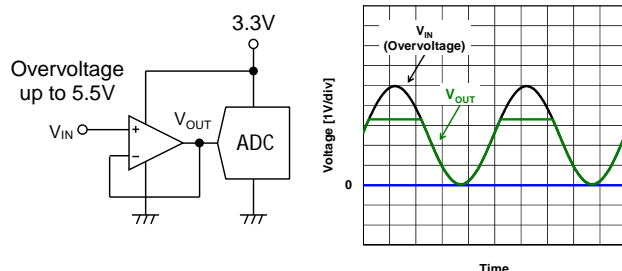 3.3V
Overvoltage
up to 5.5V
VIN
+
−
VOUT
ADC
VIN
(Overvoltage)
VOUT
Voltage [1V/div]
0
Time